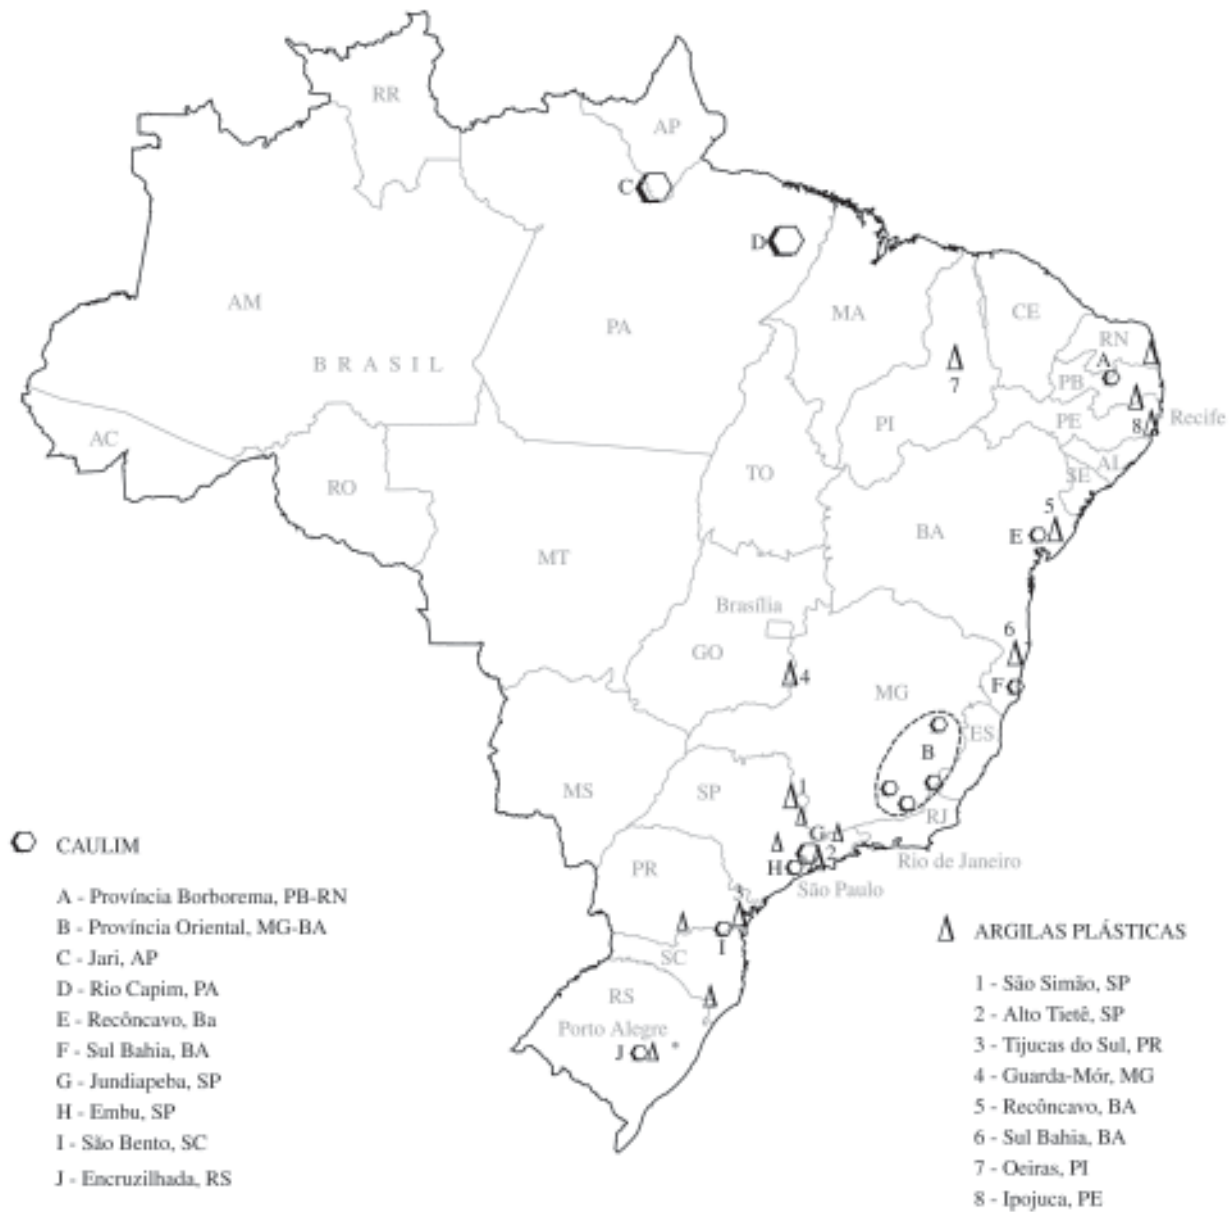 RR
AP
C
D
AM
PA
MA
CE
RN
A
B R A S I L
7
PB
PI
PE
8
Recife
AC
TO
AL
SE
RO
5
BA
E
MT
Brasília
6
GO
4
MG
F
ES
B
MS
SP
1
RJ
G
2
H
Rio de Janeiro
PR
São Paulo
3
I
SC
RS
Porto Alegre
J
CAULIM
A - Província Borborema, PB-RN
B - Província Oriental, MG-BA
C - Jari, AP
D - Rio Capim, PA
E - Recôncavo, Ba
F - Sul Bahia, BA
G - Jundiapeba, SP
H - Embu, SP
I - São Bento, SC
J - Encruzilhada, RS
ARGILAS PLÁSTICAS
1 - São Simão, SP
2 - Alto Tietê, SP
3 - Tijucas do Sul, PR
4 - Guarda-Mór, MG
5 - Recôncavo, BA
6 - Sul Bahia, BA
7 - Oeiras, PI
8 - Ipojuca, PE